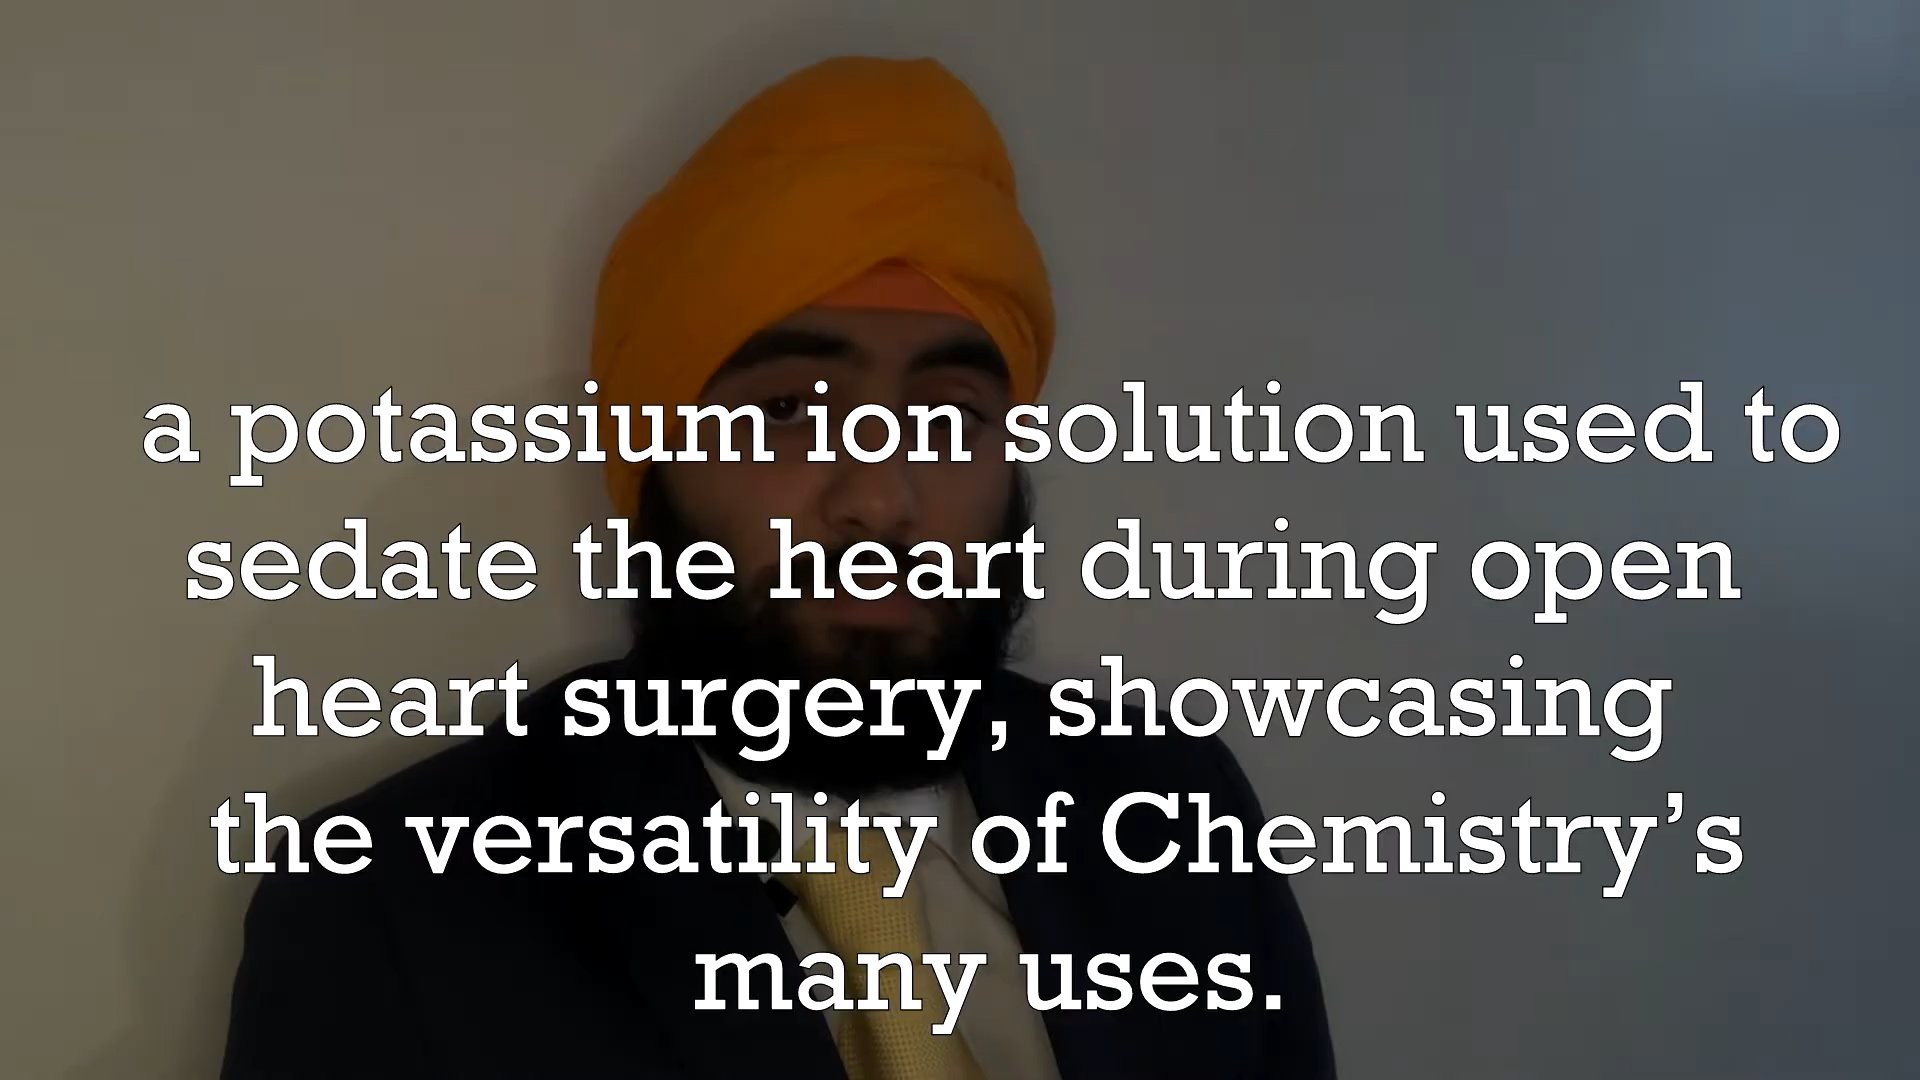 a potassium ion solution used to
sedate the heart during open
heart surgery, showcasing
the versatility of Chemistry’s
many uses.